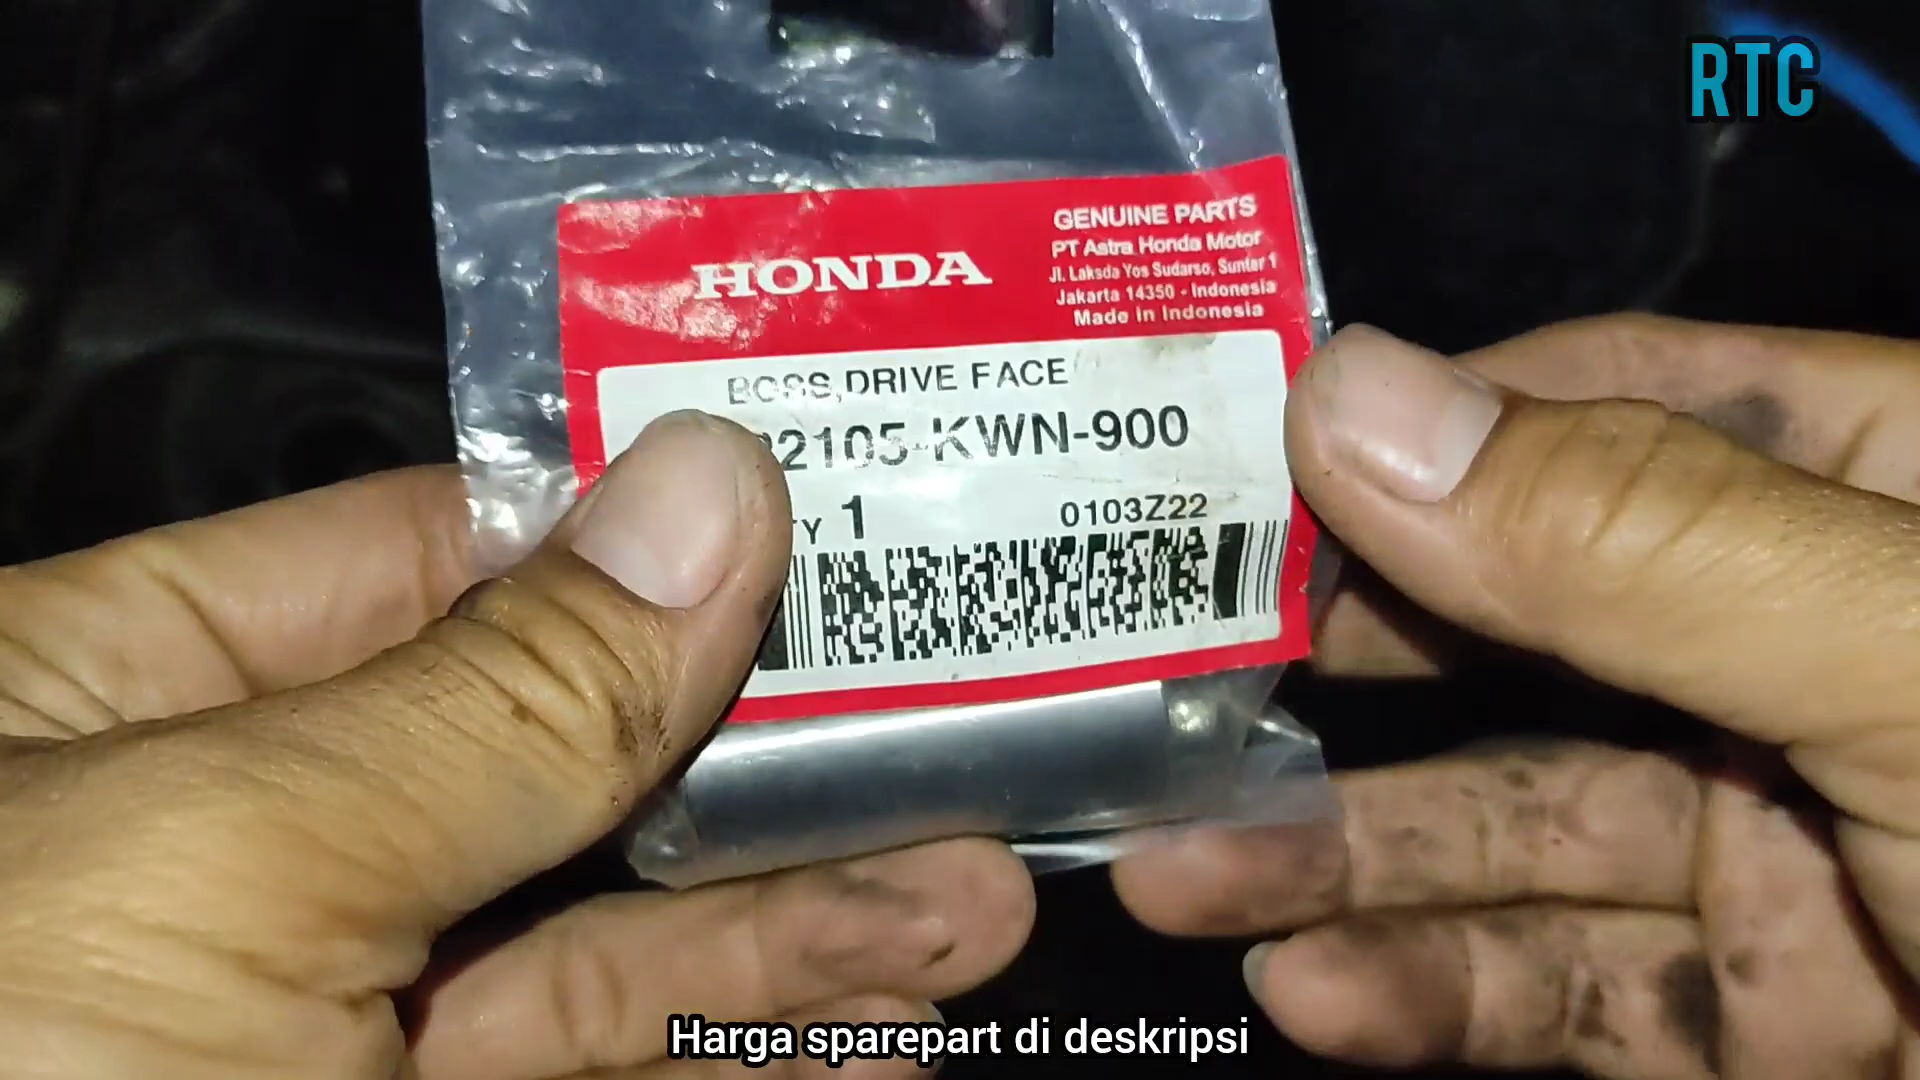 RTC
HONDA
GENUINE PARTS
PT Astra Honda Motor
Jl. Laksda Yos Sudarso, Sunter 1
Jakarta 14350 - Indonesia
Made in Indonesia
BOSS,DRIVE FACE
2105-KWN-900
Y 1
0103Z22
Harga sparepart di deskripsi